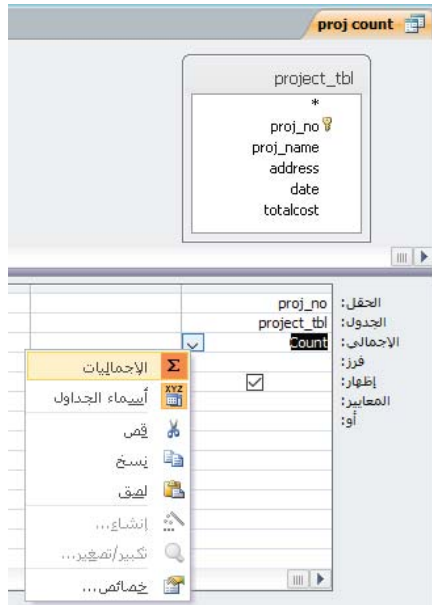 proj count
project_tbl
*
proj_no
proj_name
address
date
totalcost
الحقل: proj_no
الجدول: project_tbl
الإجمالي: Count
فرز:
إظهار:
المعايير:
أو:
الإجماليات
أسماء الجداول
قص
نسخ
لصق
إنشاء...
تكبير/تصغير...
خصائص...